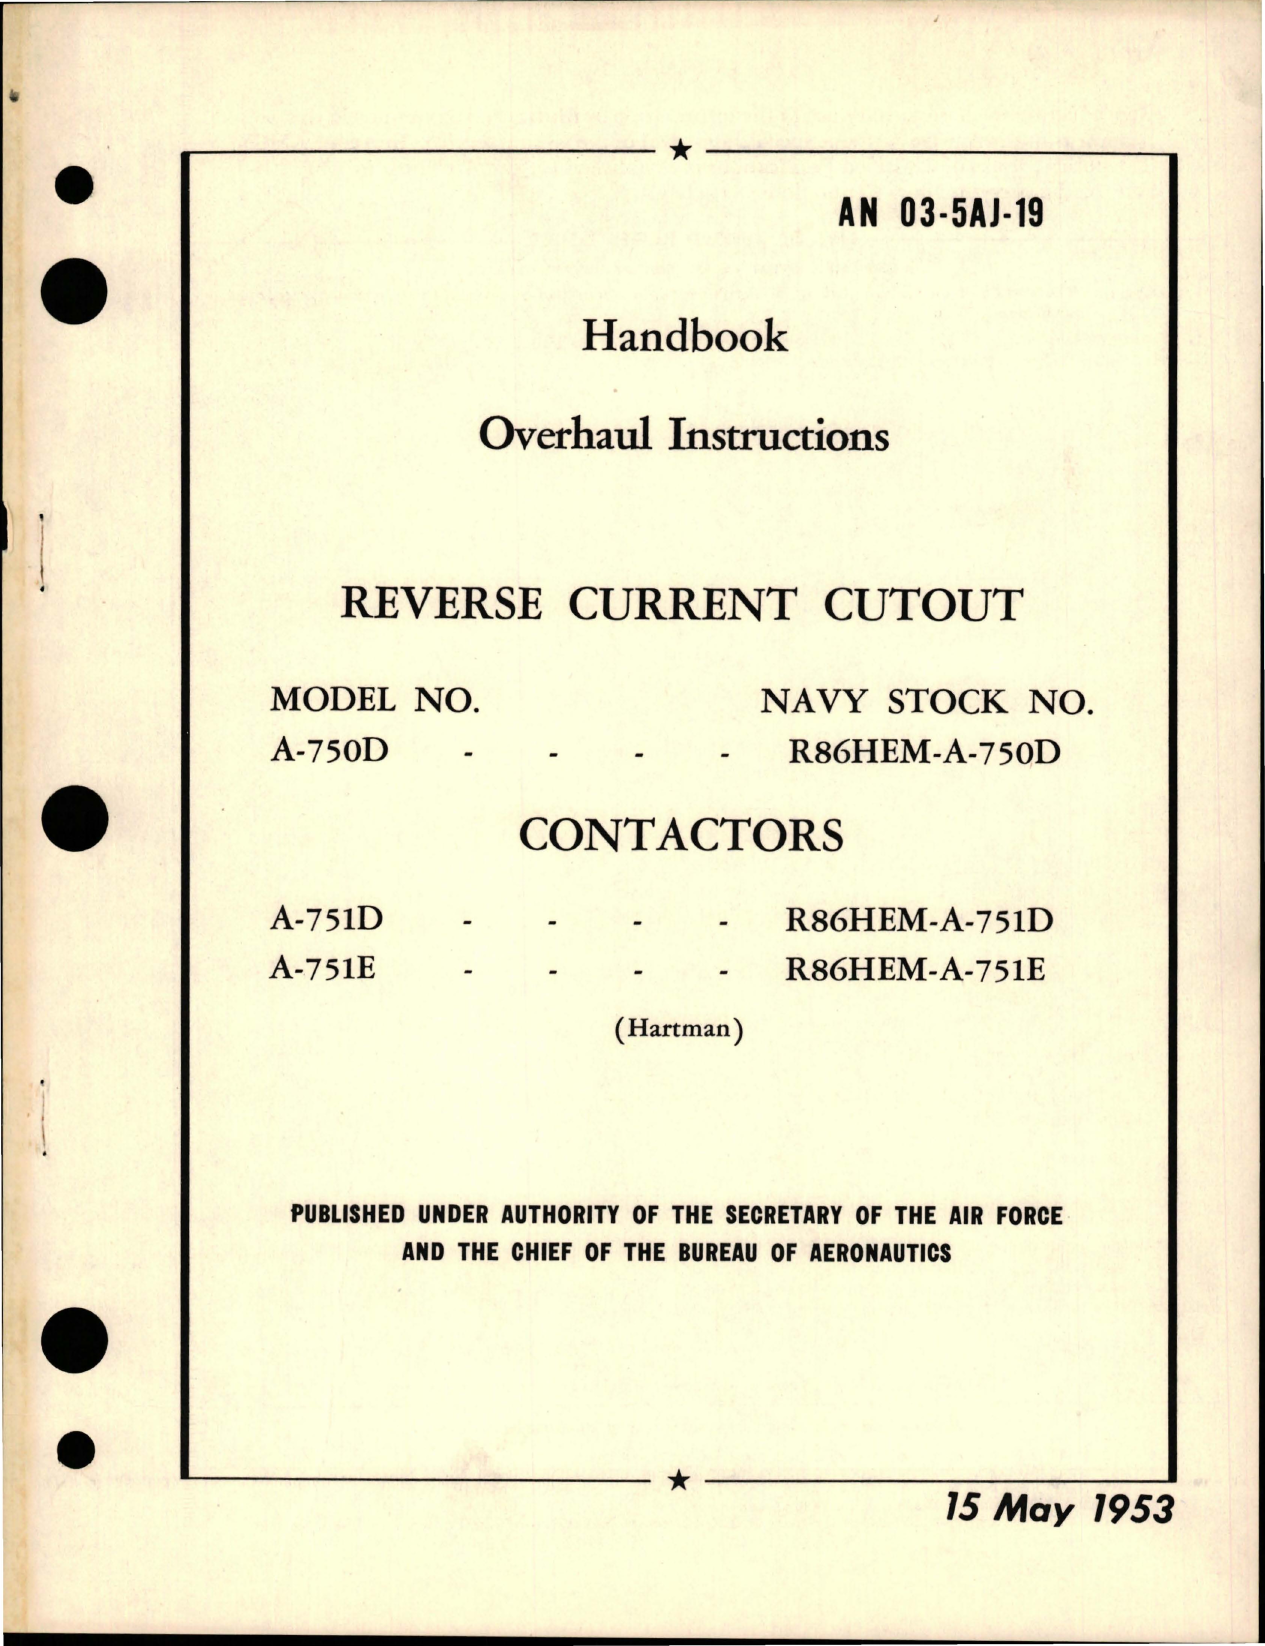 AN 03-5AJ-19
Handbook
Overhaul Instructions
REVERSE CURRENT CUTOUT
MODEL NO. NAVY STOCK NO.
A-750D - - - - R86HEM-A-750D
CONTACTORS
A-751D - - - - R86HEM-A-751D
A-751E - - - - R86HEM-A-751E
(Hartman)
PUBLISHED UNDER AUTHORITY OF THE SECRETARY OF THE AIR FORCE
AND THE CHIEF OF THE BUREAU OF AERONAUTICS
15 May 1953